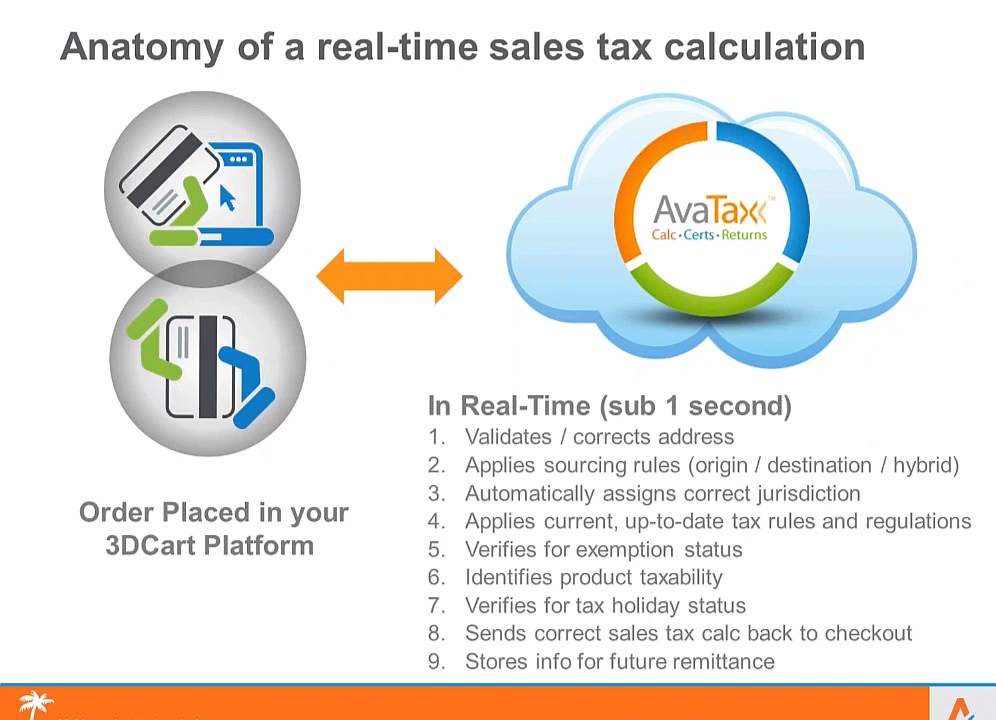 Anatomy of a real-time sales tax calculation
AvaTax™
Calc · Certs · Returns
Order Placed in your
3DCart Platform
In Real-Time (sub 1 second)
1. Validates / corrects address
2. Applies sourcing rules (origin / destination / hybrid)
3. Automatically assigns correct jurisdiction
4. Applies current, up-to-date tax rules and regulations
5. Verifies for exemption status
6. Identifies product taxability
7. Verifies for tax holiday status
8. Sends correct sales tax calc back to checkout
9. Stores info for future remittance